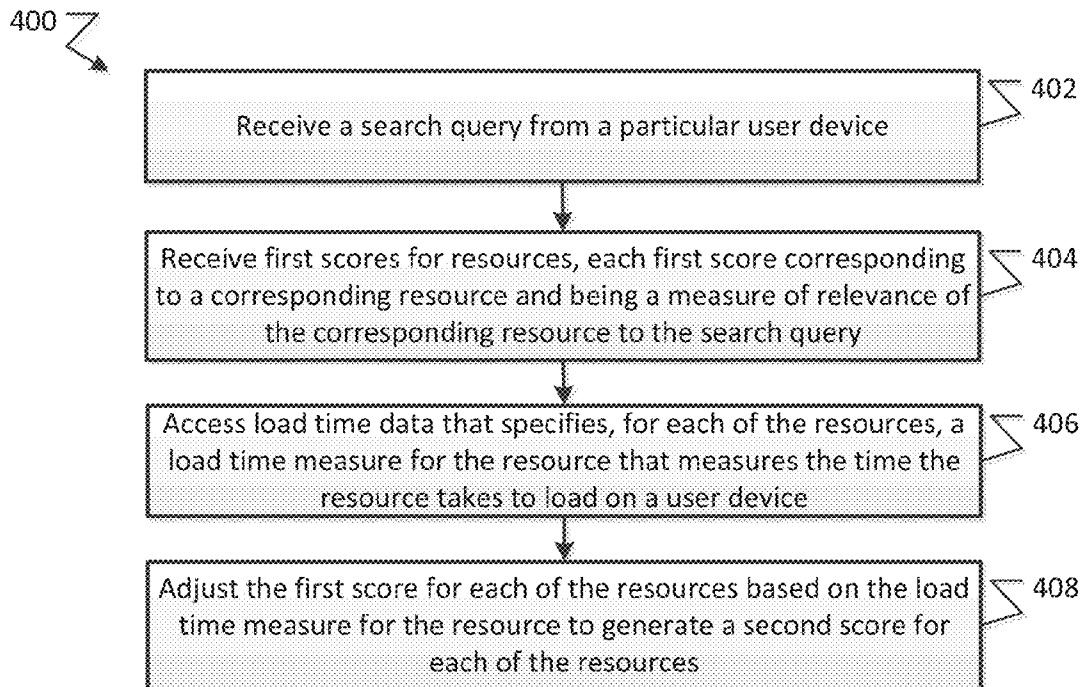 400
402
Receive a search query from a particular user device
Receive first scores for resources, each first score corresponding
to a corresponding resource and being a measure of relevance of
the corresponding resource to the search query
404
Access load time data that specifies, for each of the resources, a
load time measure for the resource that measures the time the
resource takes to load on a user device
406
Adjust the first score for each of the resources based on the load
time measure for the resource to generate a second score for
each of the resources
408